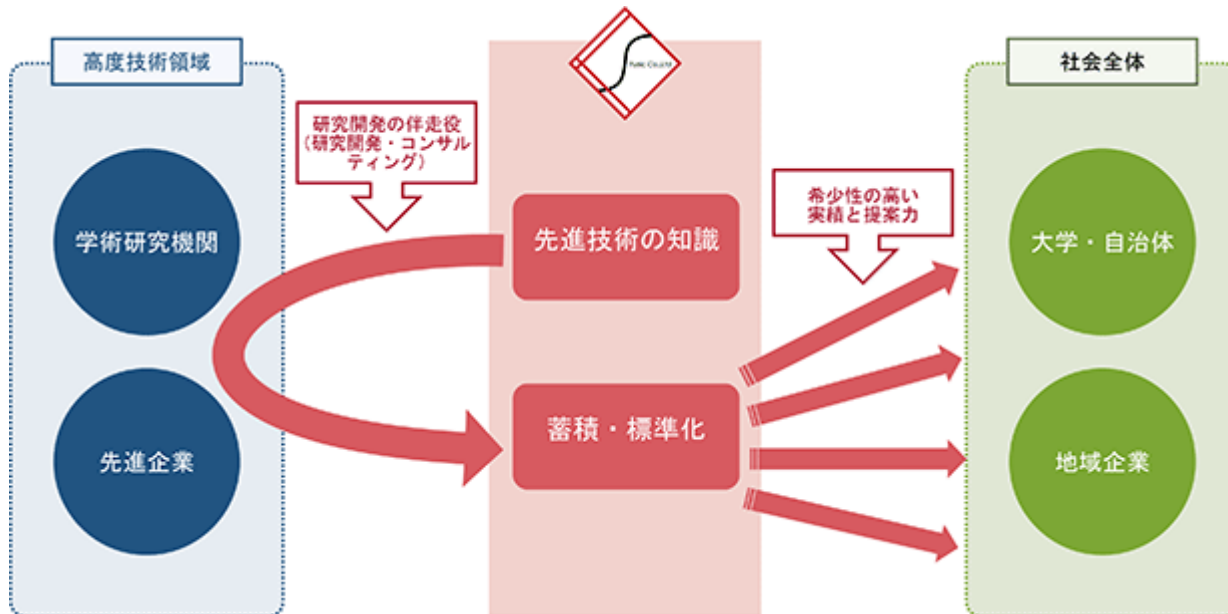 高度技術領域
学術研究機関
先進企業
研究開発の伴走役
（研究開発・コンサル
ティング）
先進技術の知識
蓄積・標準化
希少性の高い
実績と提案力
社会全体
大学・自治体
地域企業